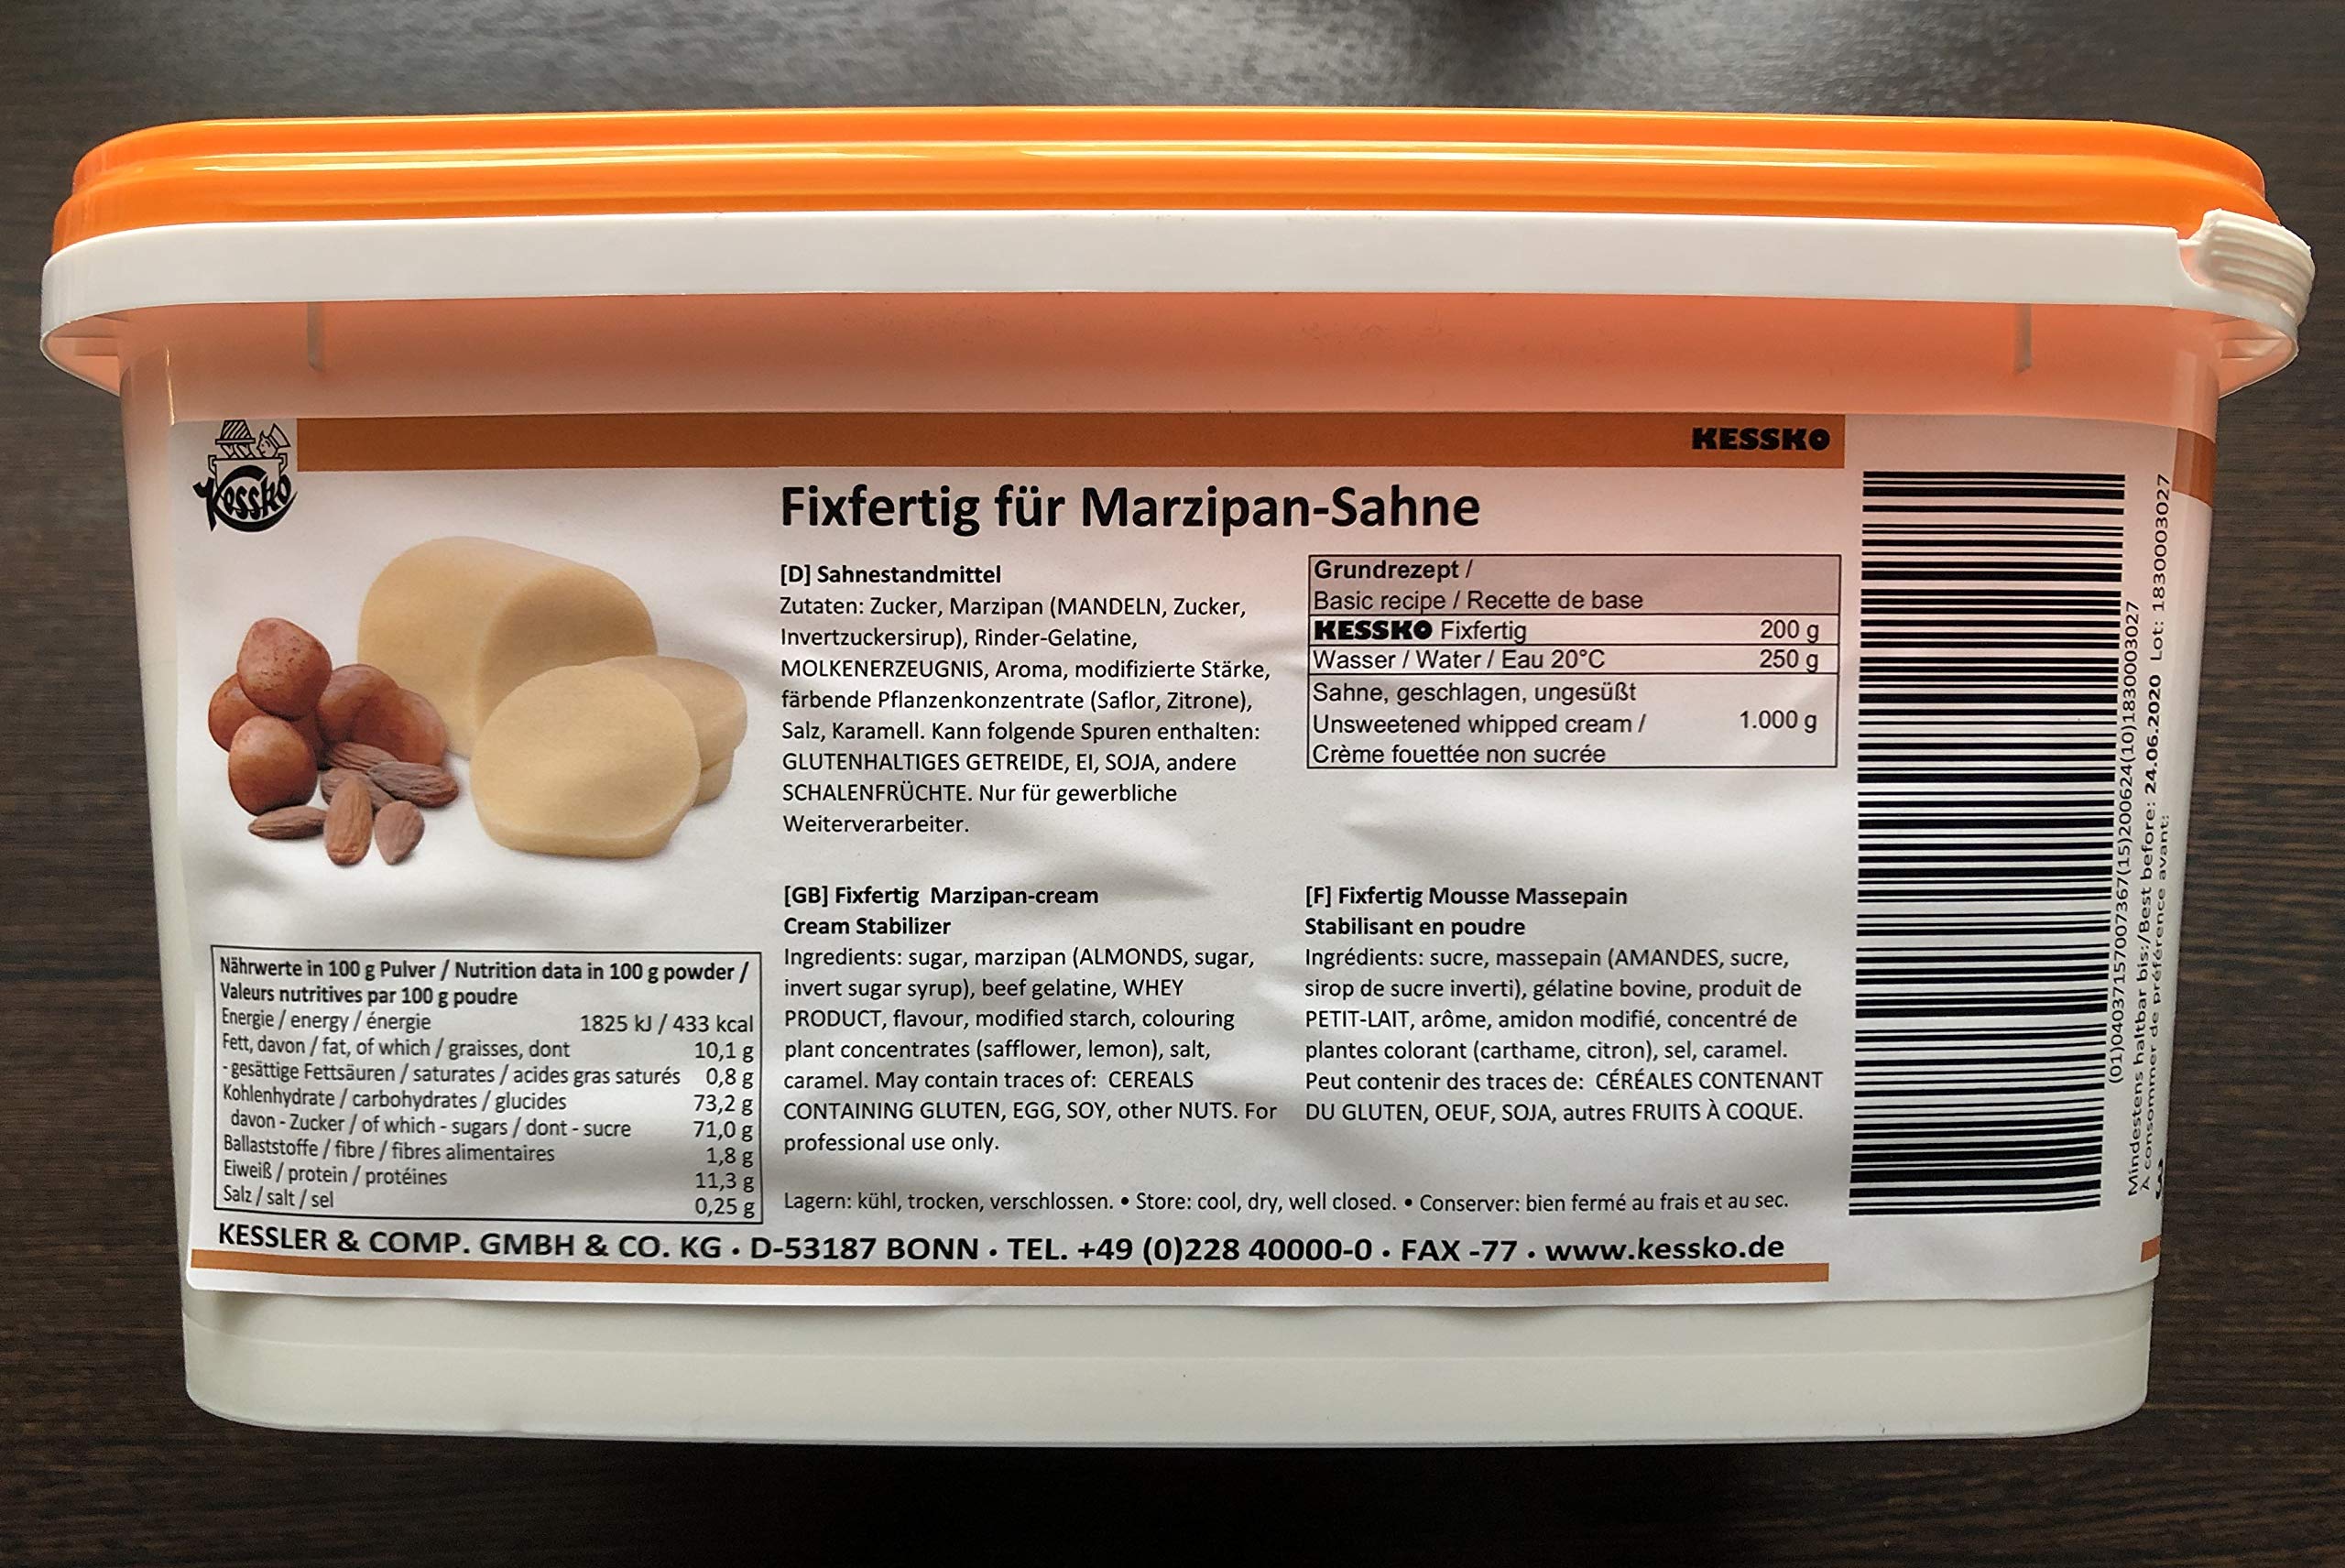 KESSKO
Kessko
Fixfertig für Marzipan-Sahne
[D] Sahnestandmittel
Zutaten: Zucker, Marzipan (MANDELN, Zucker,
Invertzuckersirup), Rinder-Gelatine,
MOLKENERZEUGNIS, Aroma, modifizierte Stärke,
färbende Pflanzenkonzentrate (Saflor, Zitrone),
Salz, Karamell. Kann folgende Spuren enthalten:
GLUTENHALTIGES GETREIDE, EI, SOJA, andere
SCHALENFRÜCHTE. Nur für gewerbliche
Weiterverarbeiter.
Grundrezept /
Basic recipe / Recette de base
KESSKO Fixfertig 200 g
Wasser / Water / Eau 20°C 250 g
Sahne, geschlagen, ungesüßt
Unsweetened whipped cream / 1.000 g
Crème fouettée non sucrée
[GB] Fixfertig Marzipan-cream
Cream Stabilizer
Ingredients: sugar, marzipan (ALMONDS, sugar,
invert sugar syrup), beef gelatine, WHEY
PRODUCT, flavour, modified starch, colouring
plant concentrates (safflower, lemon), salt,
caramel. May contain traces of: CEREALS
CONTAINING GLUTEN, EGG, SOY, other NUTS. For
professional use only.
[F] Fixfertig Mousse Massepain
Stabilisant en poudre
Ingrédients: sucre, massepain (AMANDES, sucre,
sirop de sucre inverti), gélatine bovine, produit de
PETIT-LAIT, arôme, amidon modifié, concentré de
plantes colorant (carthame, citron), sel, caramel.
Peut contenir des traces de: CÉRÉALES CONTENANT
DU GLUTEN, OEUF, SOJA, autres FRUITS À COQUE.
Nährwerte in 100 g Pulver / Nutrition data in 100 g powder /
Valeurs nutritives par 100 g poudre
Energie / energy / énergie 1825 kJ / 433 kcal
Fett, davon / fat, of which / graisses, dont 10,1 g
- gesättige Fettsäuren / saturates / acides gras saturés 0,8 g
Kohlenhydrate / carbohydrates / glucides 73,2 g
davon - Zucker / of which - sugars / dont - sucre 71,0 g
Ballaststoffe / fibre / fibres alimentaires 1,8 g
Eiweiß / protein / protéines 11,3 g
Salz / salt / sel 0,25 g
Lagern: kühl, trocken, verschlossen. • Store: cool, dry, well closed. • Conserver: bien fermé au frais et au sec.
KESSLER & COMP. GMBH & CO. KG • D-53187 BONN • TEL. +49 (0)228 40000-0 • FAX -77 • www.kessko.de
(01)04037157007367(15)200624(10)1830003027
Mindestens haltbar bis:/Best before: 24.06.2020 Lot: 1830003027
À consommer de préférence avant: